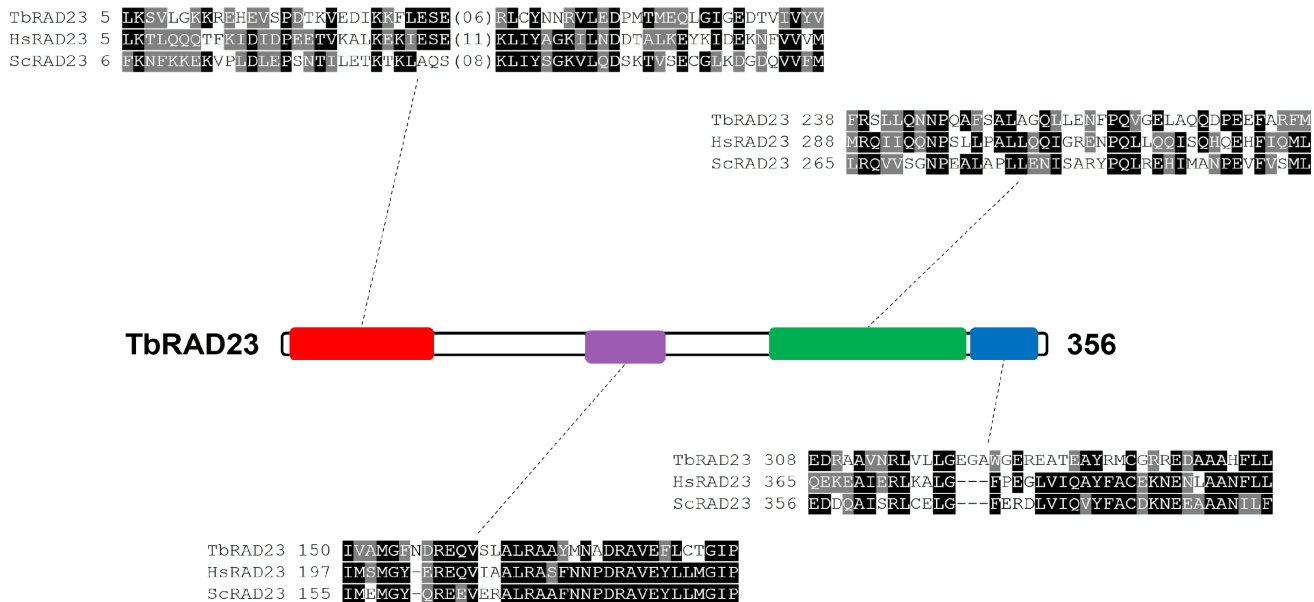 TbRAD23 5 LKSVLGKKREHEVSPDTKVEDIKKFLESE(06)RLCYNNRVLEDPMTMEQLGIGEDTVIVYV
HsRAD23 5 LKTLQQQTFKIDIDPEETVKALKEKIESE(11)KLIYAGKILNDDTALKEYKIDEKNFVVVM
ScRAD23 6 FKNFKKEKVPLDLEPSNTILETKTKLAQS(08)KLIYSGKVLQDSKTVSECGLKDGDQVVFM
TbRAD23 238 FRSLLQNNPQAFSALAGQLLENFPQVGELAQQDPEEFARFM
HsRAD23 288 MRQIIQQNPSLLPALLQQIGRENPQLLQQISQHQEHFIQML
ScRAD23 265 LRQVVSGNPEALAPLLENISARYPQLREHIMANPEVFVSML
TbRAD23 356
TbRAD23 308 EDRAAVNRLVLLGEGAWGEREATEAYRMCGRREDAAAHFLL
HsRAD23 365 QEKEAIERLKALG---FPEGLVIQAYFACEKNENLAANFLL
ScRAD23 356 EDDQAISRLCELG---FERDLVIQVYFACDKNEEAAANILF
TbRAD23 150 IVAMGFNDREQVSLALRAAYMNADRAVEFLCTGIP
HsRAD23 197 IMSMGY-EREQVIAALRASFNNPDRAVEYLLMGIP
ScRAD23 155 IMEMGY-QREEVERALRAAFNNPDRAVEYLLMGIP